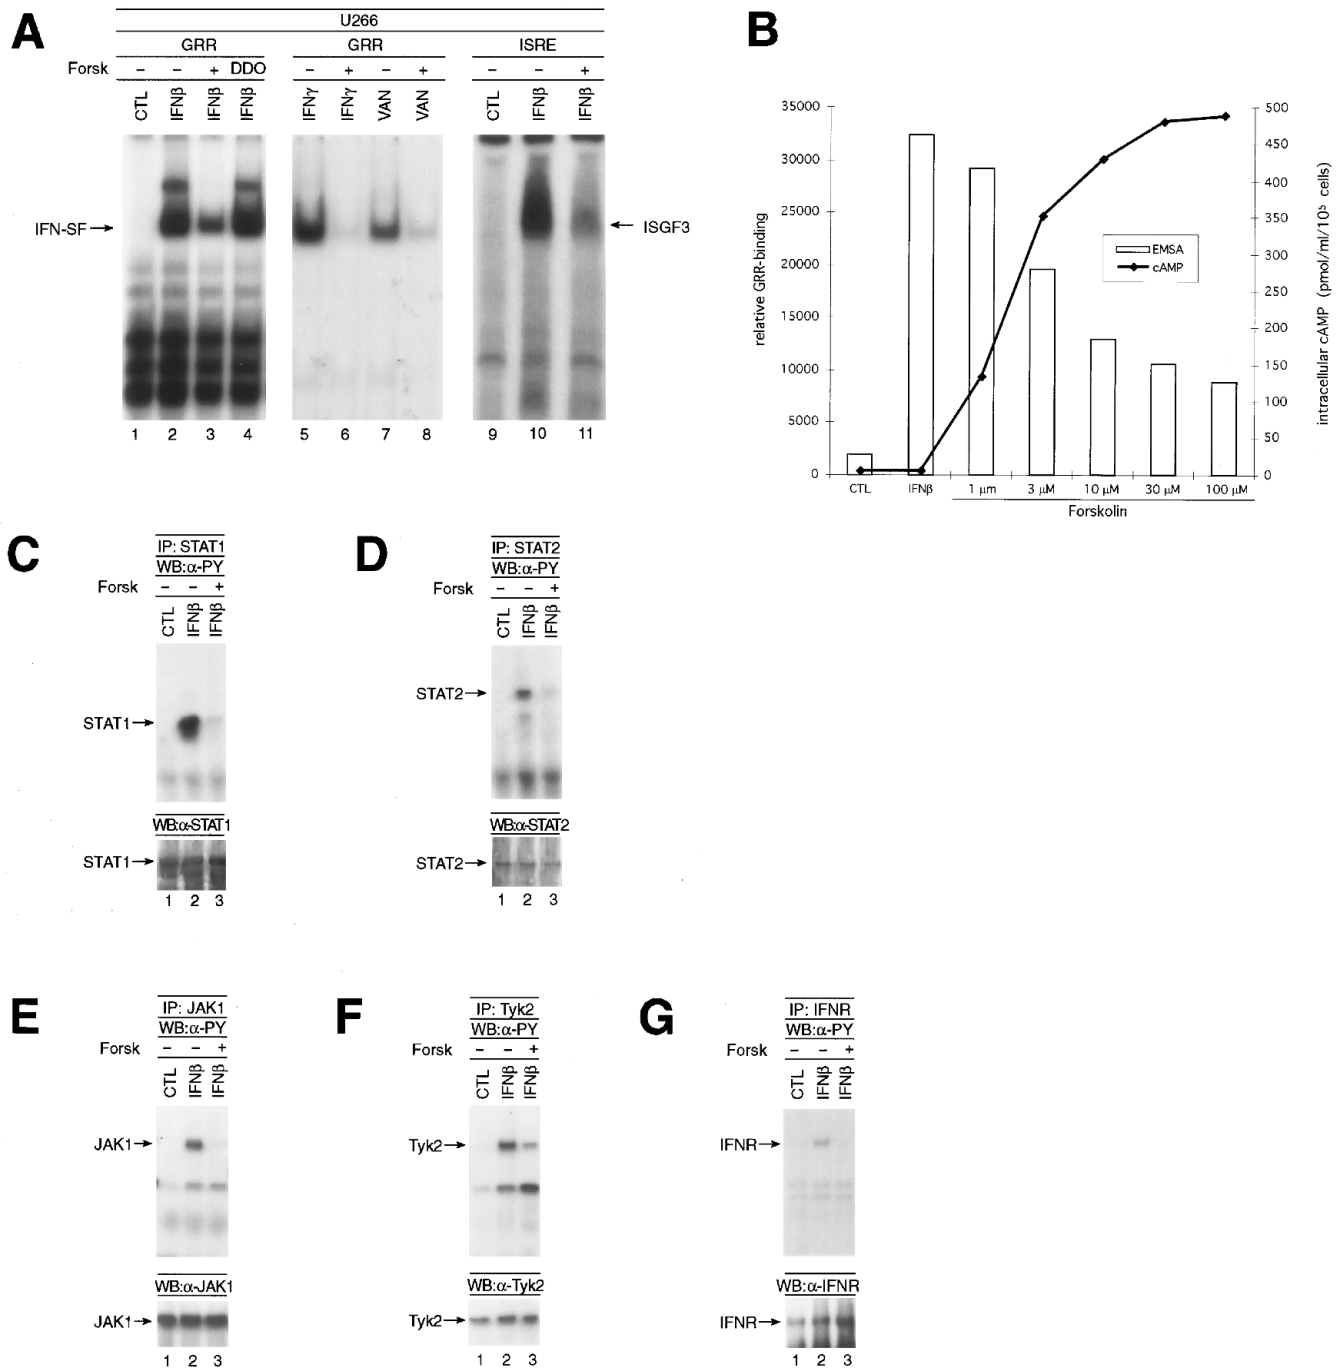 A
U266
GRR GRR ISRE
Forsk – – + DDO – + – + – – +
CTL IFNβ IFNβ IFNβ IFNγ IFNγ VAN VAN CTL IFNβ IFNβ
IFN-SF
ISGF3
1 2 3 4 5 6 7 8 9 10 11
B
relative GRR-binding
35000
30000
25000
20000
15000
10000
5000
0
500
450
400
350
300
250
200
150
100
50
0
intracellular cAMP (pmol/ml/10⁵ cells)
EMSA
cAMP
CTL IFNβ 1 μm 3 μM 10 μM 30 μM 100 μM
Forskolin
C
IP: STAT1
WB:α-PY
Forsk – – +
CTL IFNβ IFNβ
STAT1
WB:α-STAT1
STAT1
1 2 3
D
IP: STAT2
WB:α-PY
Forsk – – +
CTL IFNβ IFNβ
STAT2
WB:α-STAT2
STAT2
1 2 3
E
IP: JAK1
WB:α-PY
Forsk – – +
CTL IFNβ IFNβ
JAK1
WB:α-JAK1
JAK1
1 2 3
F
IP: Tyk2
WB:α-PY
Forsk – – +
CTL IFNβ IFNβ
Tyk2
WB:α-Tyk2
Tyk2
1 2 3
G
IP: IFNR
WB:α-PY
Forsk – – +
CTL IFNβ IFNβ
IFNR
WB:α-IFNR
IFNR
1 2 3